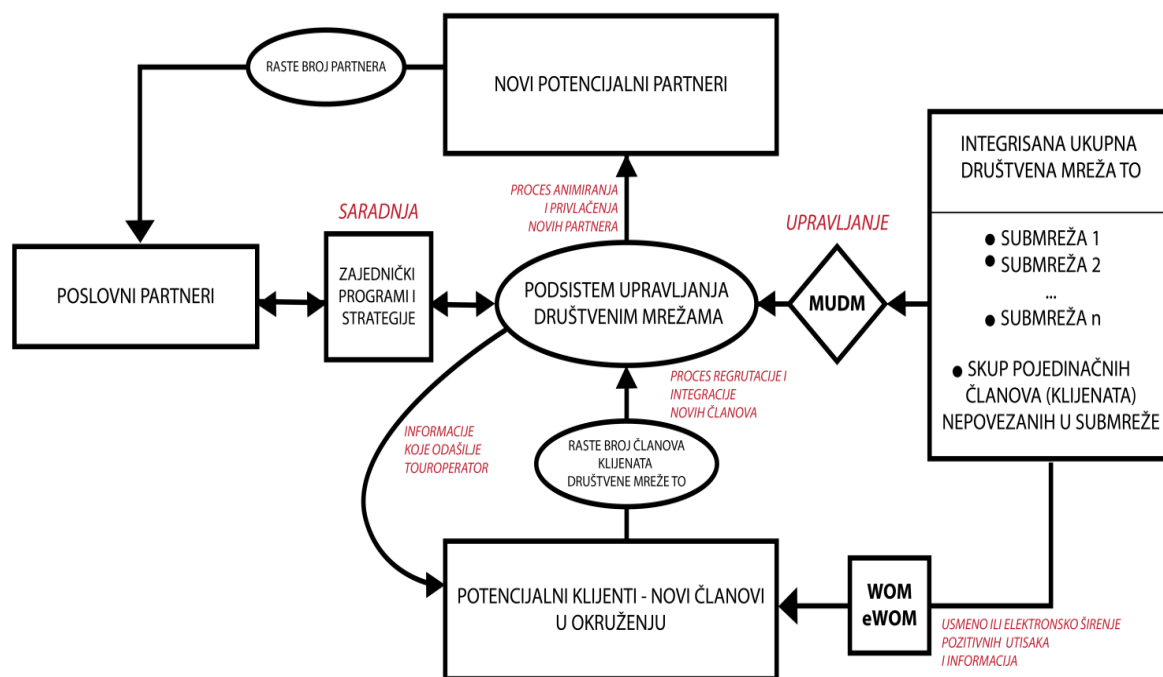 RASTE BROJ PARTNERA
NOVI POTENCIJALNI PARTNERI
INTEGRISANA UKUPNA
DRUŠTVENA MREŽA TO
SUBMREŽA 1
SUBMREŽA 2
...
SUBMREŽA n
SKUP POJEDINAČNIH
ČLANOVA (KLIJENATA)
NEPOVEZANIH U SUBMREŽE
PROCES ANIMIRANJA
I PRIVLAČENJA
NOVIH PARTNERA
SARADNJA
UPRAVLJANJE
POSLOVNI PARTNERI
ZAJEDNIČKI
PROGRAMI I
STRATEGIJE
PODSISTEM UPRAVLJANJA
DRUŠTVENIM MREŽAMA
MUDM
PROCES REGRUTACIJE I
INTEGRACIJE
NOVIH ČLANOVA
INFORMACIJE
KOJE ODAŠILJE
TOUROPERATOR
RASTE BROJ ČLANOVA
KLIJENATA
DRUŠTVENE MREŽE TO
POTENCIJALNI KLIJENTI - NOVI ČLANOVI
U OKRUŽENJU
WOM
eWOM
USMENO ILI ELEKTRONSKO ŠIRENJE
POZITIVNIH UTISAKA
I INFORMACIJA